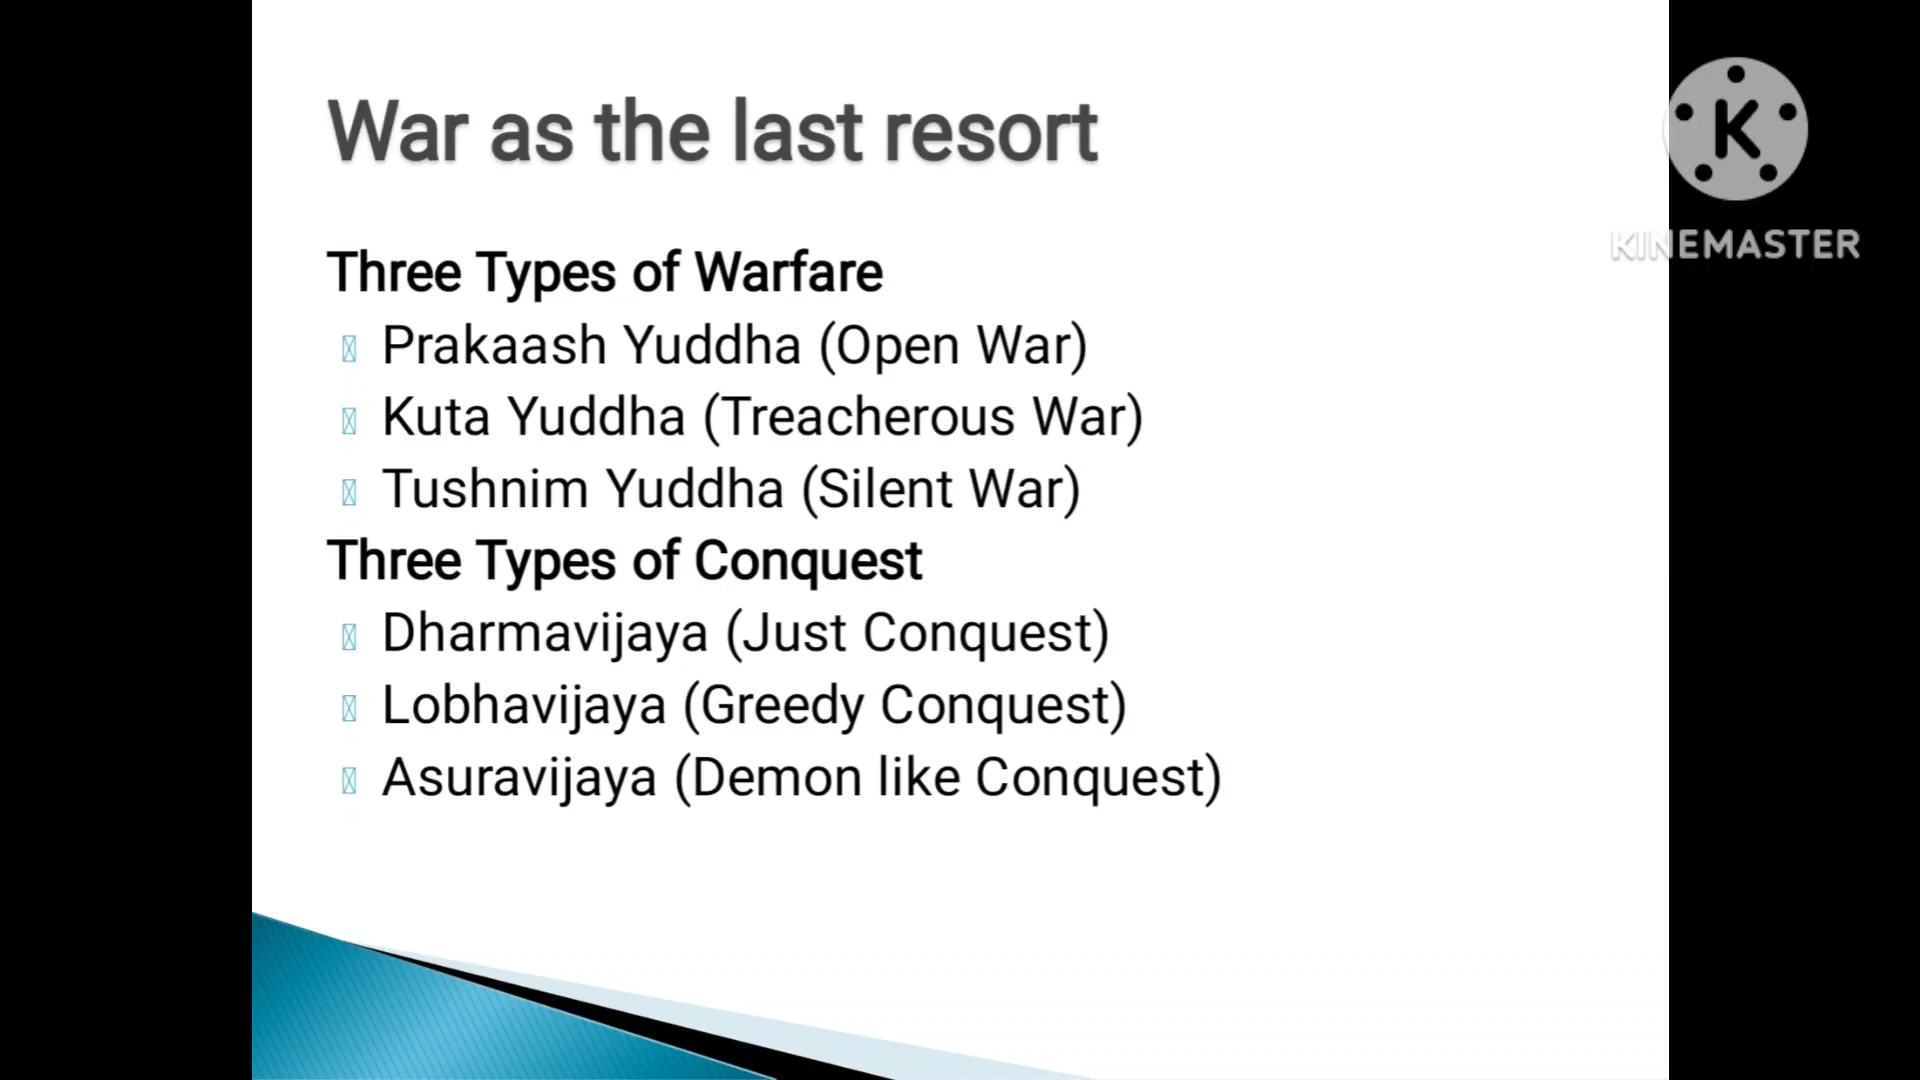 War as the last resort
K
KINEMASTER
Three Types of Warfare
Prakaash Yuddha (Open War)
Kuta Yuddha (Treacherous War)
Tushnim Yuddha (Silent War)
Three Types of Conquest
Dharmavijaya (Just Conquest)
Lobhavijaya (Greedy Conquest)
Asuravijaya (Demon like Conquest)